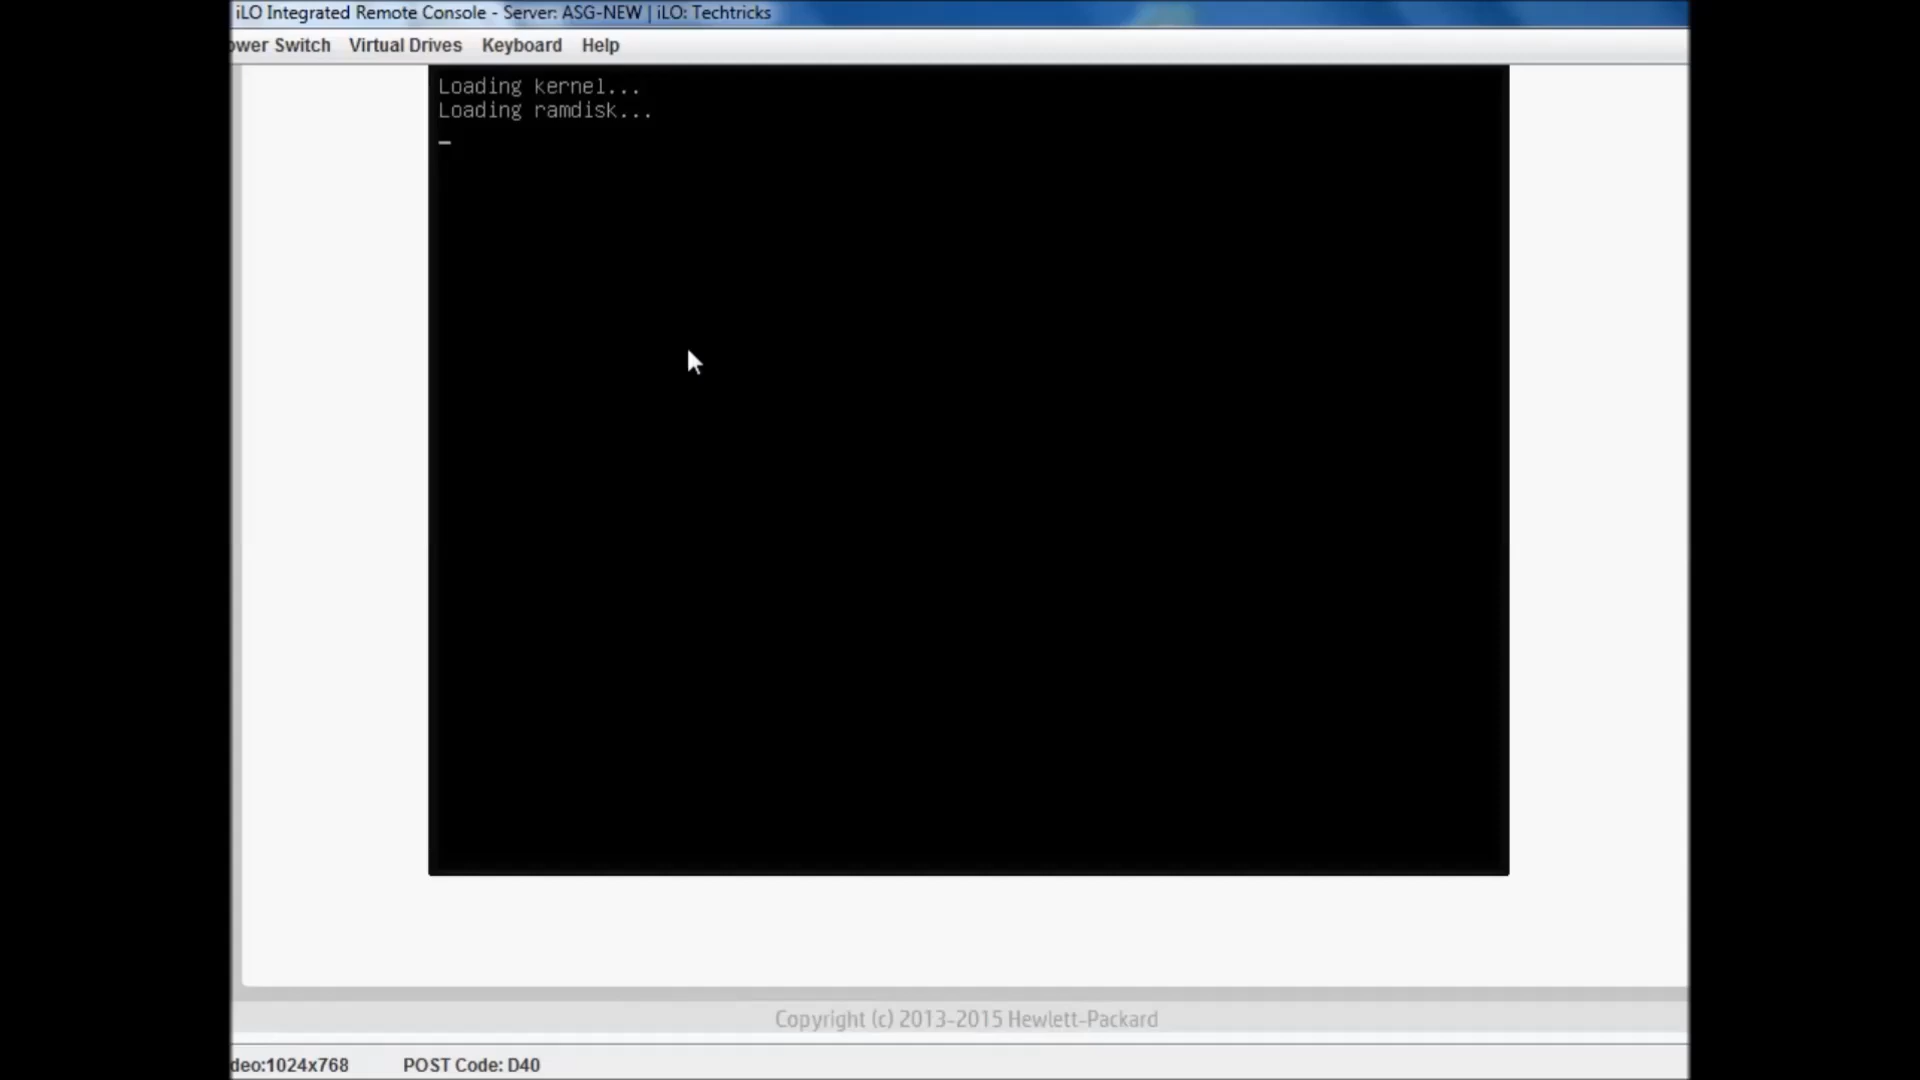 iLO Integrated Remote Console - Server: ASG-NEW | iLO: Techtricks
ower Switch Virtual Drives Keyboard Help
Loading kernel...
Loading ramdisk...
Copyright (c) 2013-2015 Hewlett-Packard
deo:1024x768 POST Code: D40